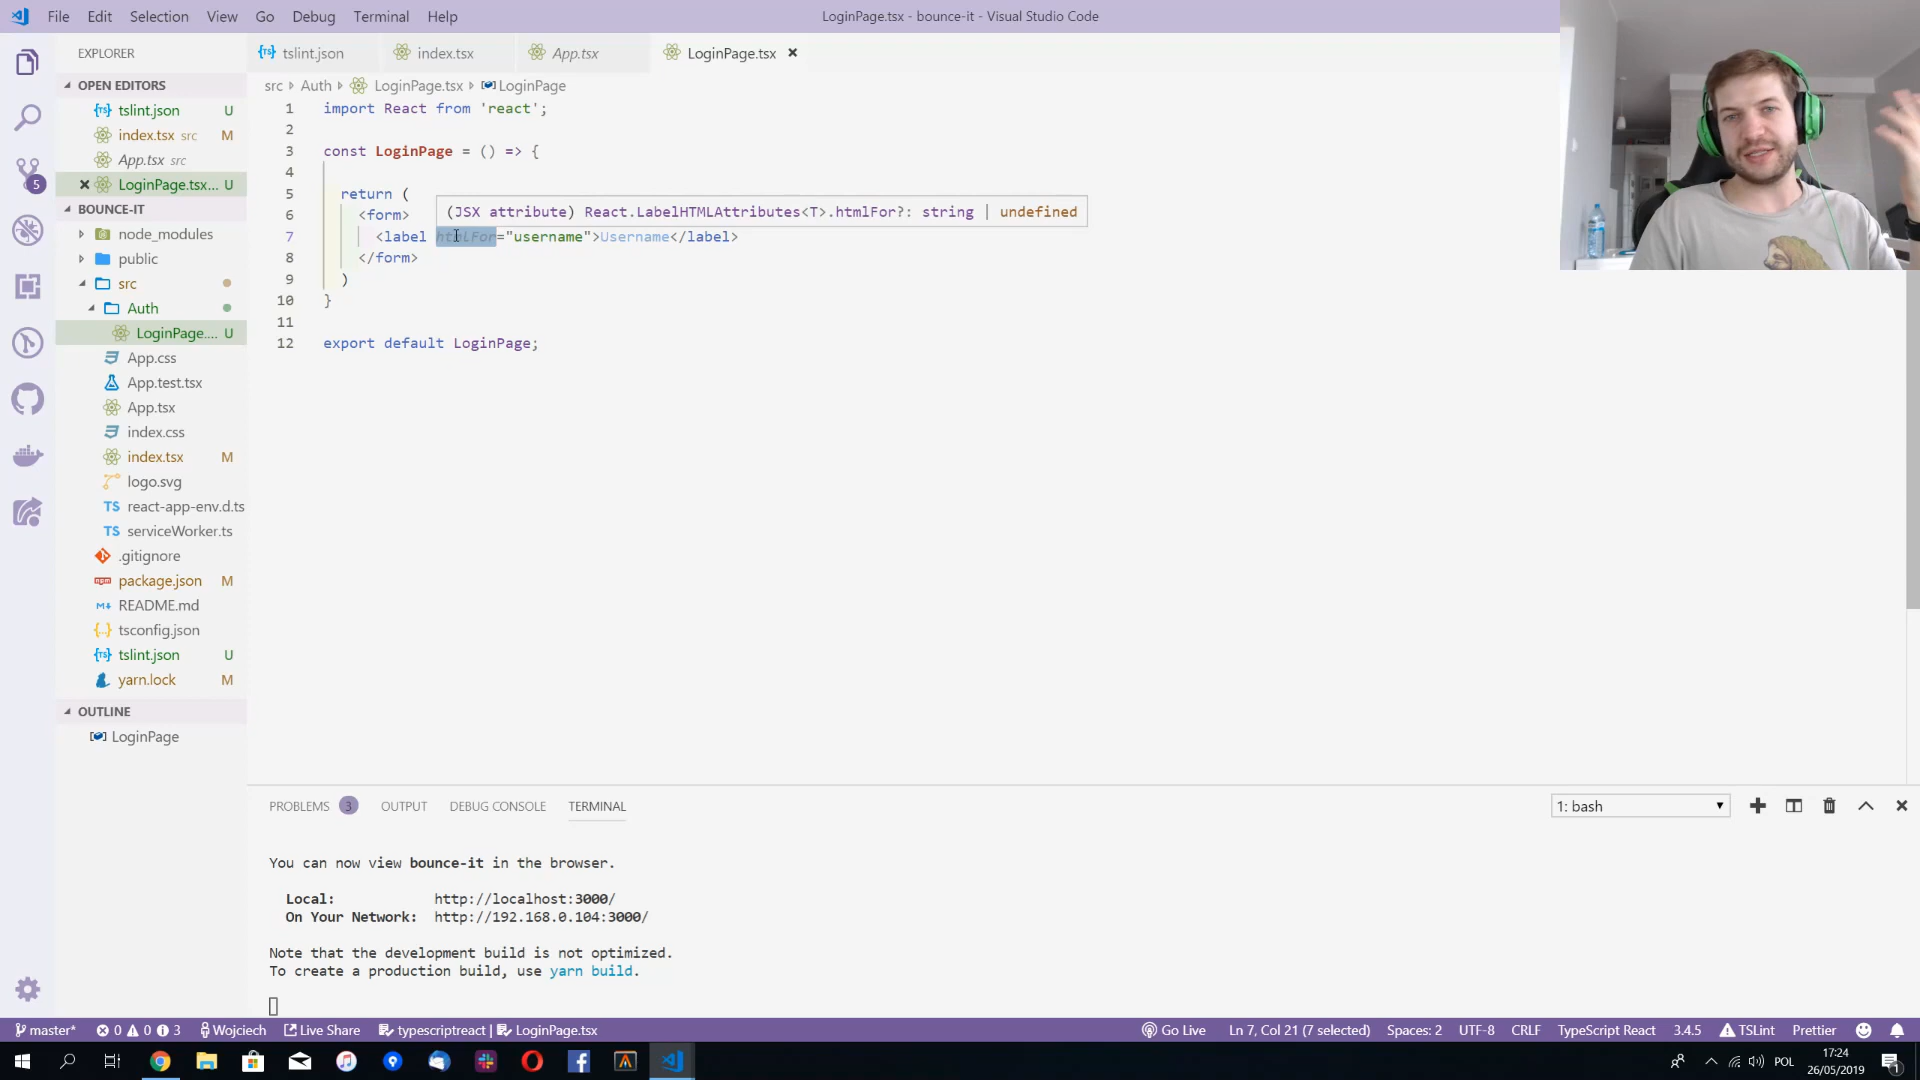 File Edit Selection View Go Debug Terminal Help
LoginPage.tsx - bounce-it - Visual Studio Code
EXPLORER
OPEN EDITORS
tslint.json U
index.tsx src M
App.tsx src
LoginPage.tsx... U
BOUNCE-IT
node_modules
public
src
Auth
LoginPage.... U
App.css
App.test.tsx
App.tsx
index.css
index.tsx M
logo.svg
react-app-env.d.ts
serviceWorker.ts
.gitignore
package.json M
README.md
tsconfig.json
tslint.json U
yarn.lock M
OUTLINE
LoginPage
5
tslint.json index.tsx App.tsx LoginPage.tsx
src Auth LoginPage.tsx LoginPage
1 import React from 'react';
2
3 const LoginPage = () => {
4
5 return (
6 <form>
(JSX attribute) React.LabelHTMLAttributes<T>.htmlFor?: string | undefined
7 <label htmlFor="username">Username</label>
8 </form>
9 )
10 }
11
12 export default LoginPage;
PROBLEMS 3 OUTPUT DEBUG CONSOLE TERMINAL
1: bash
You can now view bounce-it in the browser.
Local: http://localhost:3000/
On Your Network: http://192.168.0.104:3000/
Note that the development build is not optimized.
To create a production build, use yarn build.
master* 0 0 3 Wojciech Live Share typescriptreact | LoginPage.tsx
Go Live Ln 7, Col 21 (7 selected) Spaces: 2 UTF-8 CRLF TypeScript React 3.4.5 TSLint Prettier
POL
17:24
26/05/2019
1